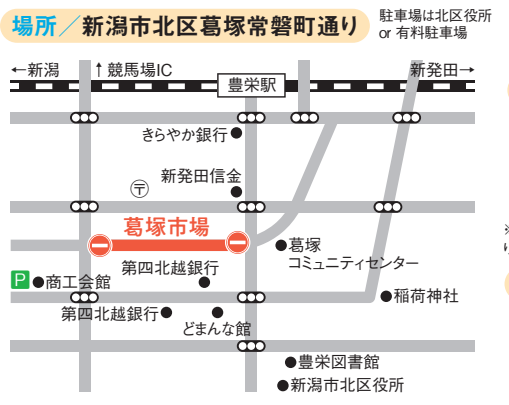 場所／新潟市北区葛塚常磐町通り
駐車場は北区役所
or 有料駐車場
←新潟
↑競馬場IC
新発田→
豊栄駅
きらやか銀行●
新発田信金
〒
葛塚市場
●葛塚
コミュニティセンター
第四北越銀行
P ●商工会館
●稲荷神社
第四北越銀行●
どまんな館
●豊栄図書館
●新潟市北区役所